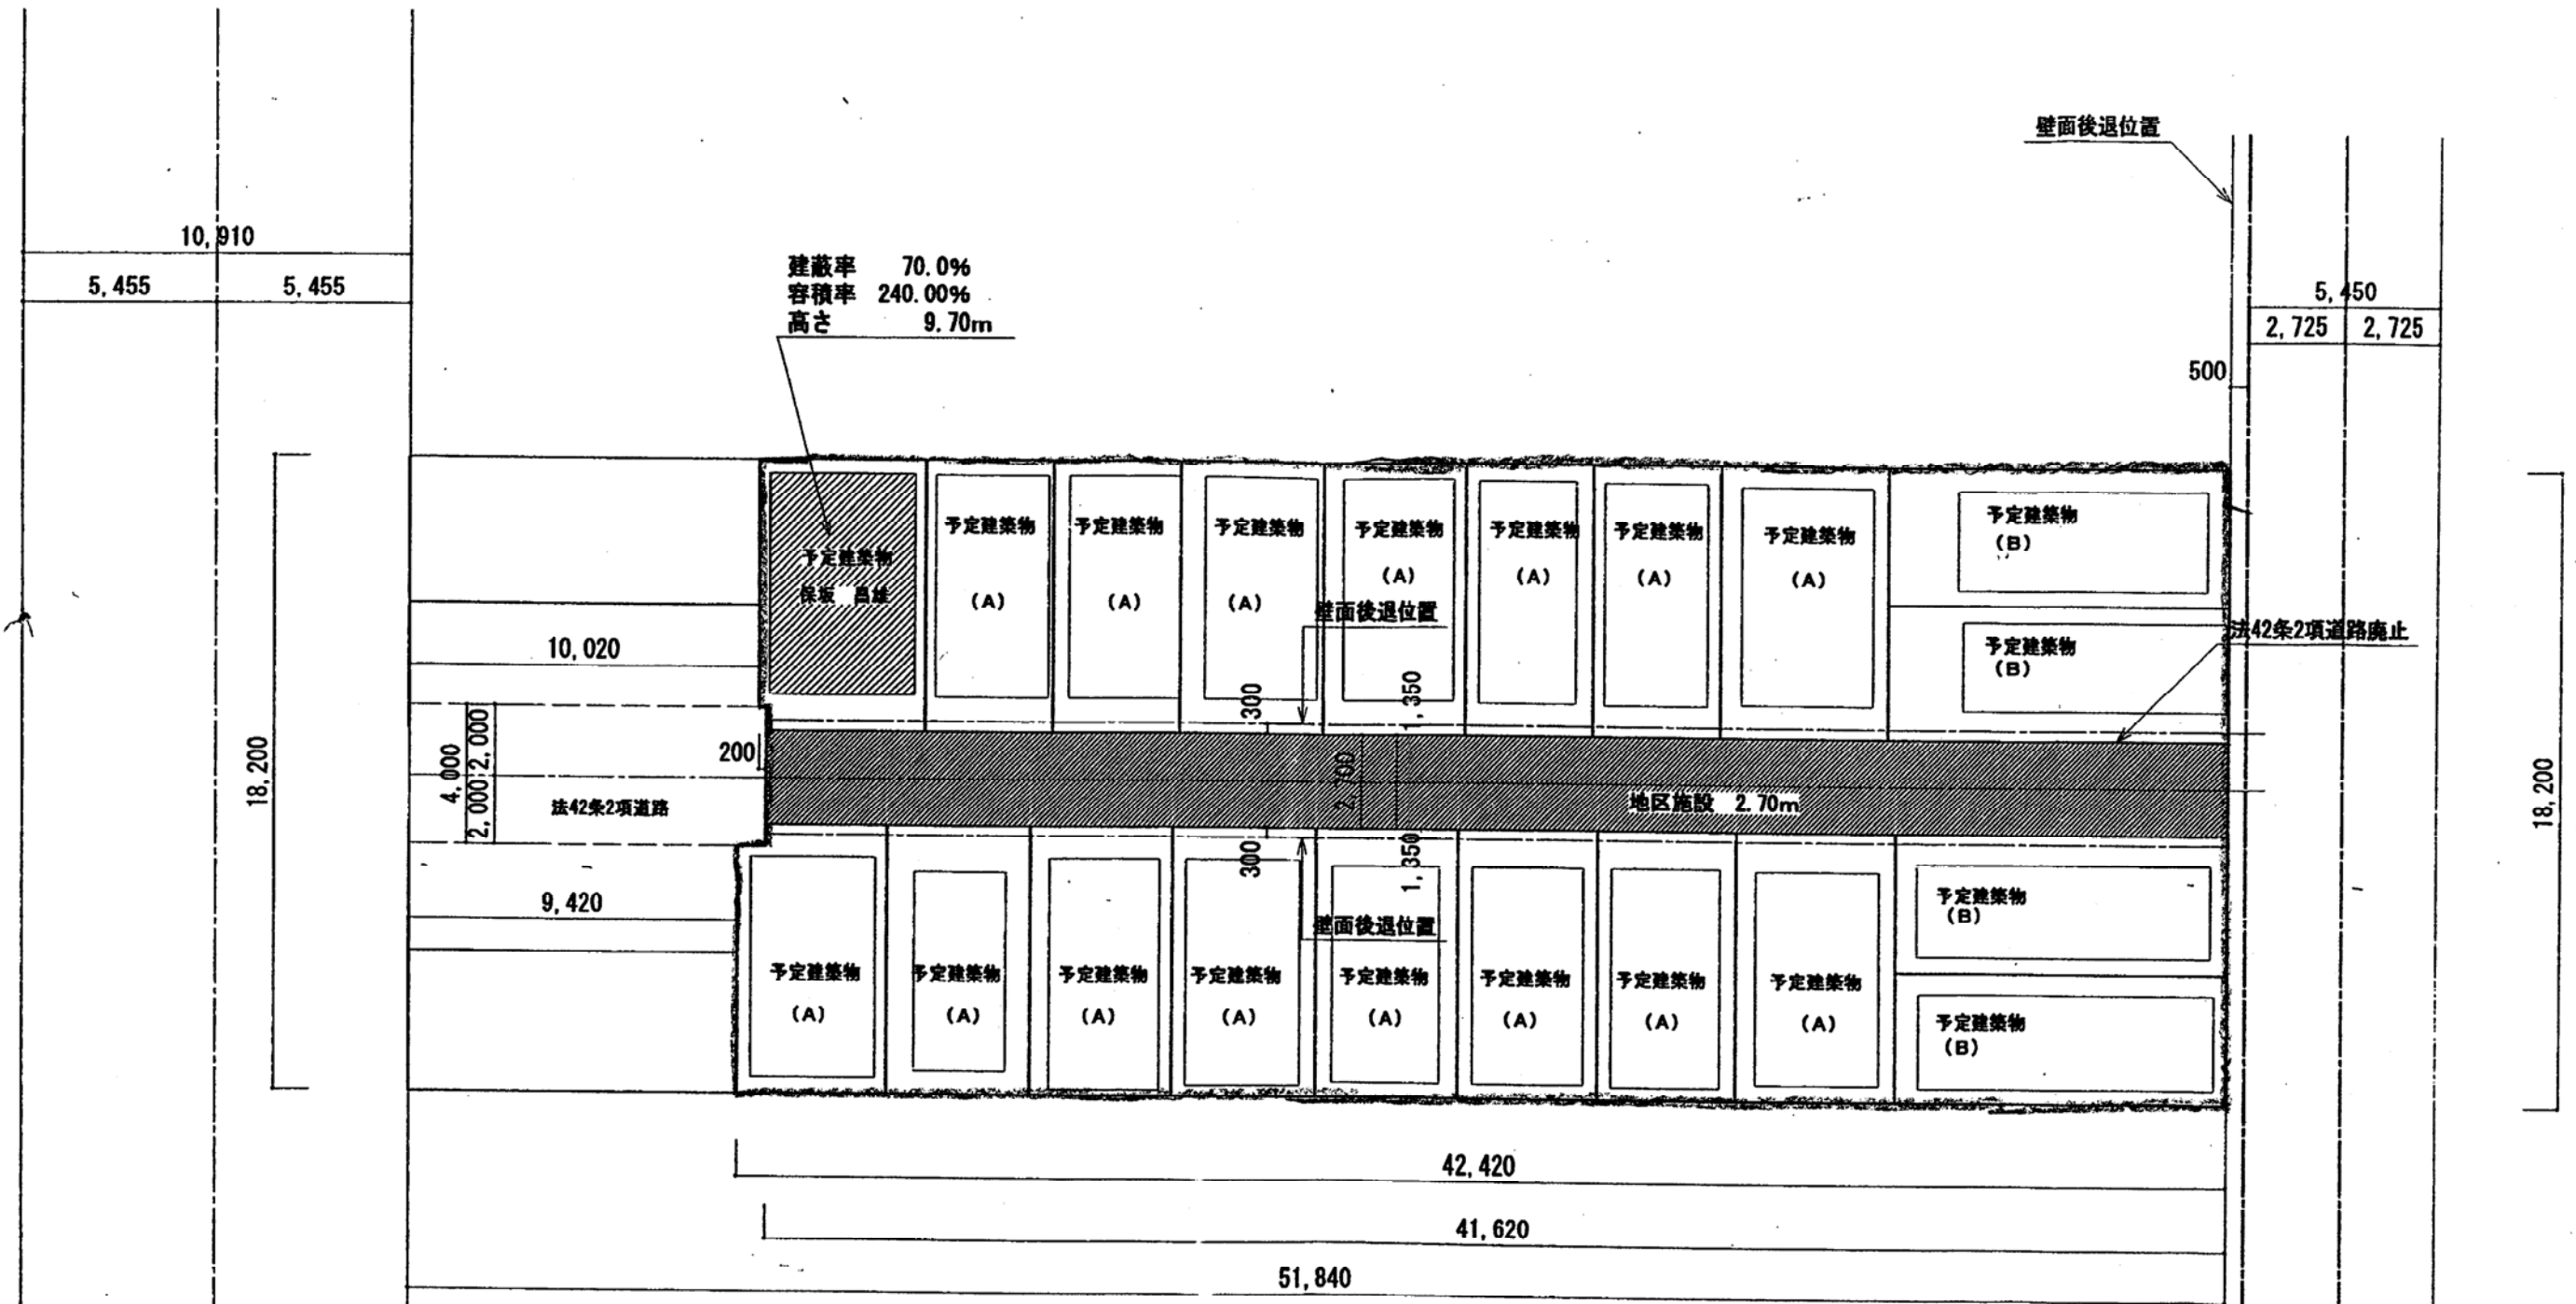 壁面後退位置
10,910
5,455
5,455
建蔽率 70.0%
容積率 240.00%
高さ 9.70m
5,450
2,725
2,725
500
予定建築物
保坂 昌雄
予定建築物
(A)
予定建築物
(A)
予定建築物
(A)
予定建築物
(A)
予定建築物
(A)
予定建築物
(A)
予定建築物
(A)
予定建築物
(B)
予定建築物
(B)
壁面後退位置
法42条2項道路廃止
10,020
300
1,350
18,200
4,000
2,000
2,000
200
法42条2項道路
2,700
地区施設 2.70m
18,200
300
1,350
壁面後退位置
9,420
予定建築物
(A)
予定建築物
(A)
予定建築物
(A)
予定建築物
(A)
予定建築物
(A)
予定建築物
(A)
予定建築物
(A)
予定建築物
(A)
予定建築物
(B)
予定建築物
(B)
42,420
41,620
51,840